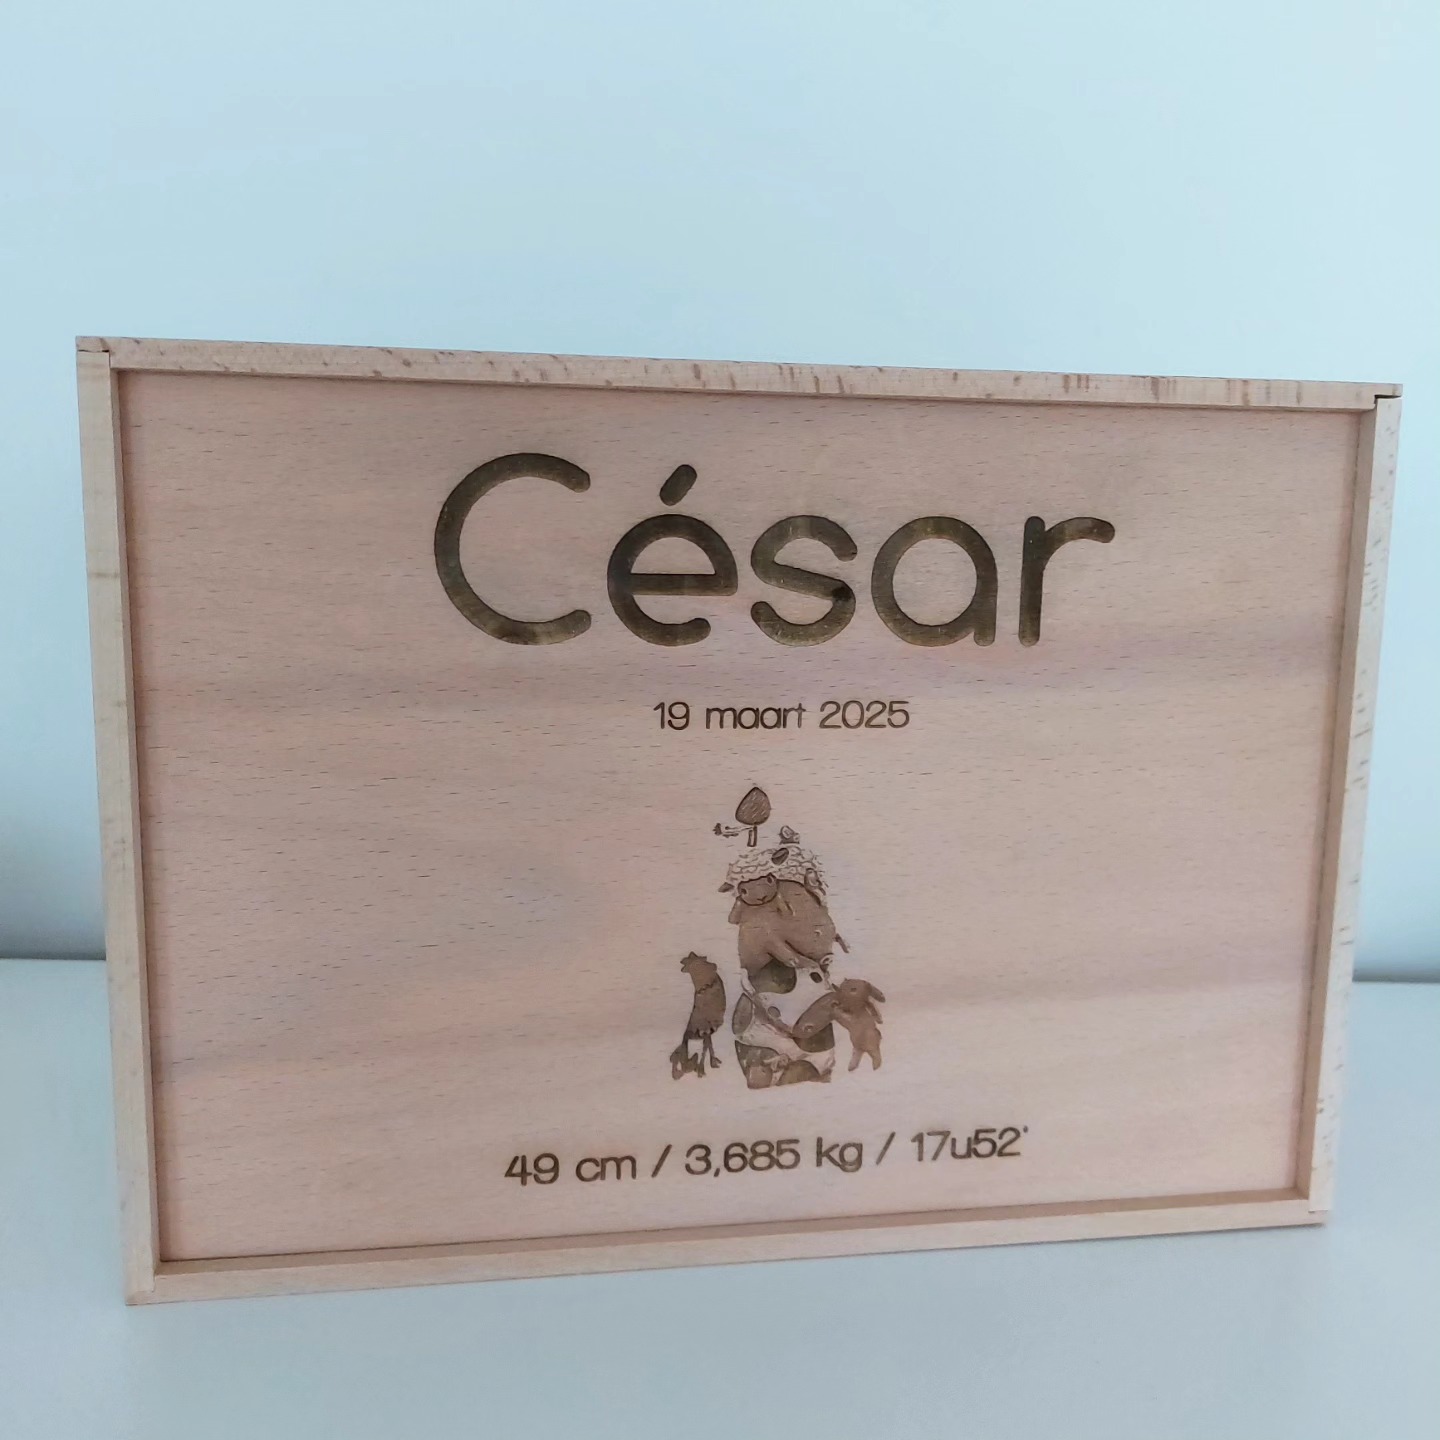 César
19 maart 2025
49 cm / 3,685 kg / 17u52'